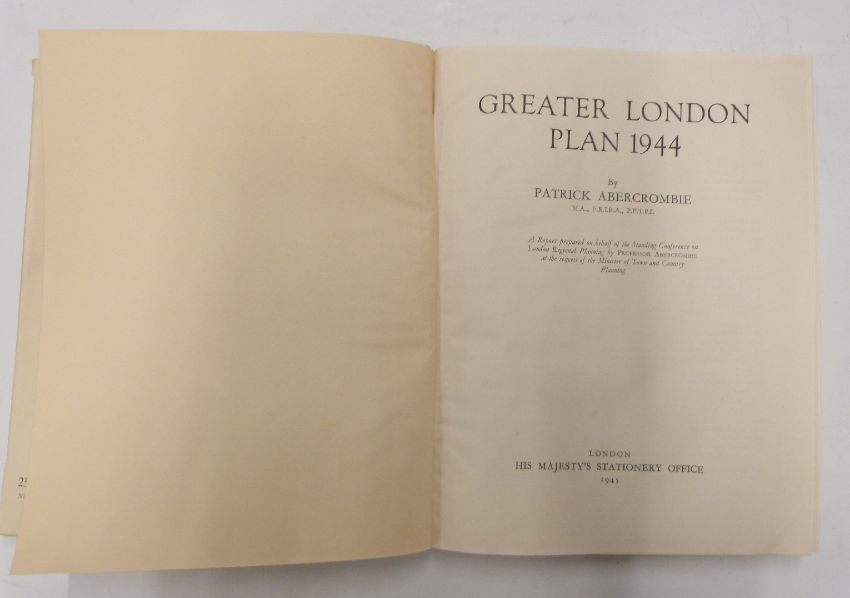 GREATER LONDON
PLAN 1944
By
PATRICK ABERCROMBIE
M.A., F.R.I.B.A., P.P.T.P.I.
A Report prepared on behalf of the Standing Conference on
London Regional Planning by PROFESSOR ABERCROMBIE
at the request of the Minister of Town and Country
Planning
LONDON
HIS MAJESTY'S STATIONERY OFFICE
1945